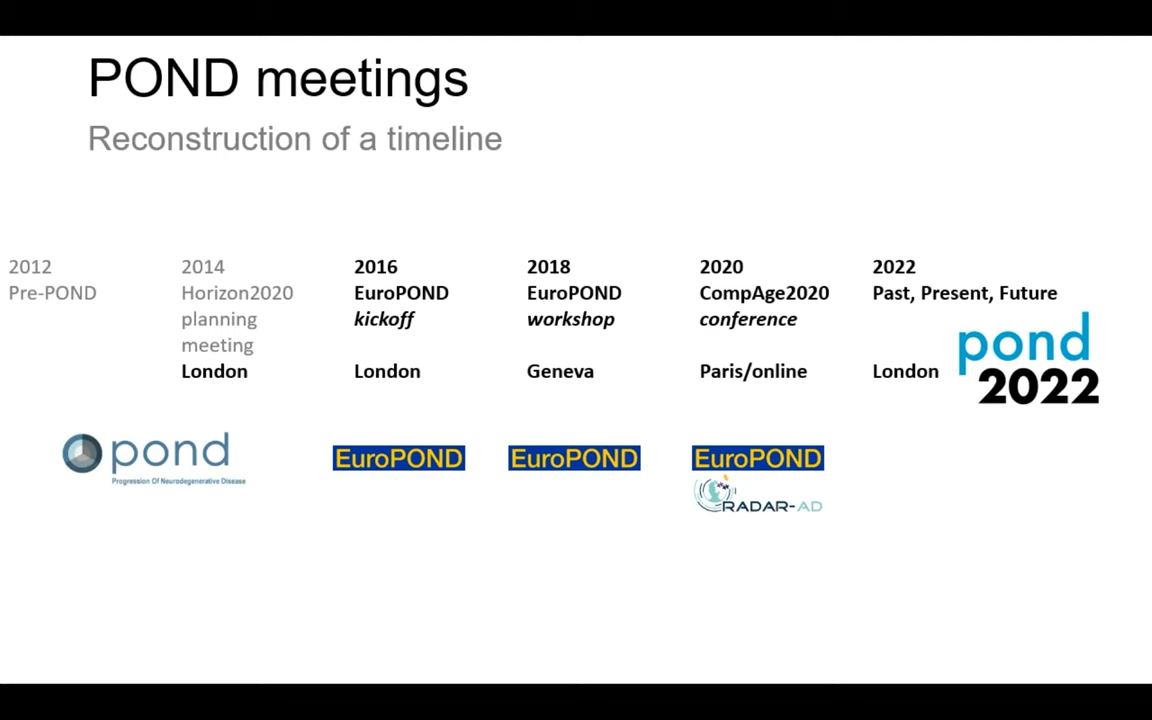 POND meetings
Reconstruction of a timeline
2012
Pre-POND
2014
Horizon2020
planning
meeting
London
2016
EuroPOND
kickoff
London
2018
EuroPOND
workshop
Geneva
2020
CompAge2020
conference
Paris/online
2022
Past, Present, Future
London
pond
2022
pond
Progression Of Neurodegenerative Disease
EuroPOND
EuroPOND
EuroPOND
RADAR-AD